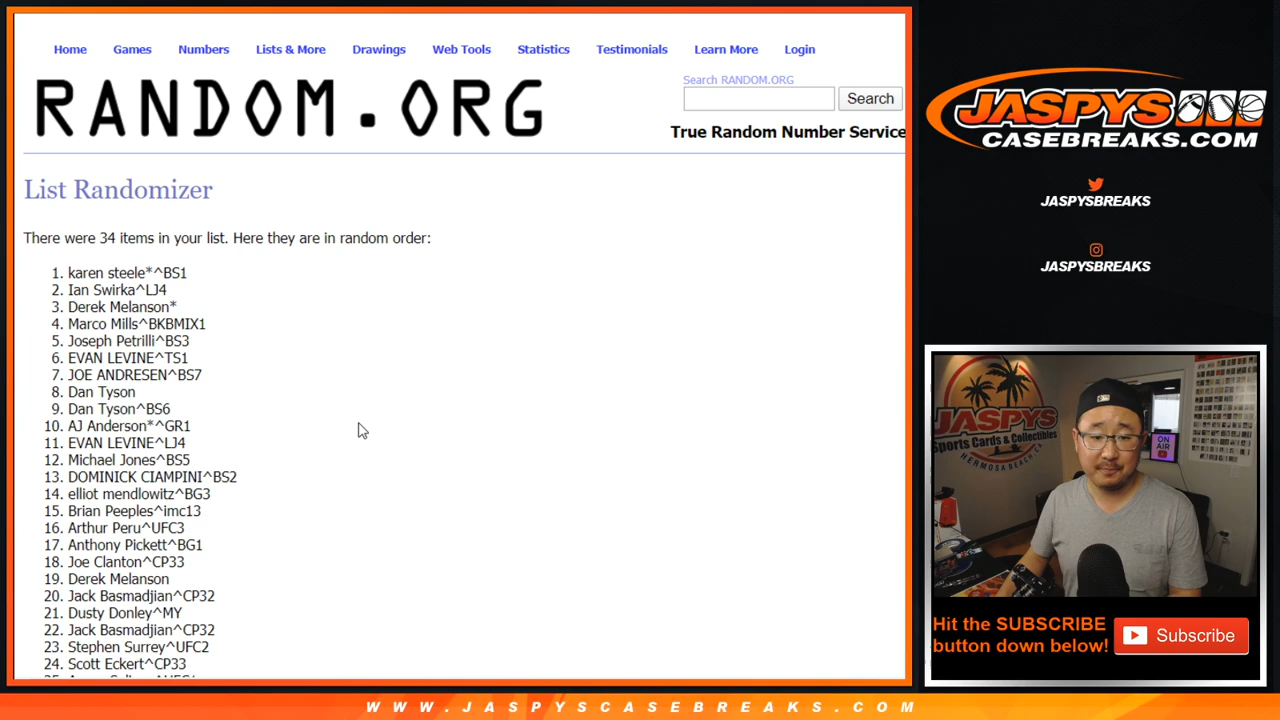 Home Games Numbers Lists & More Drawings Web Tools Statistics Testimonials Learn More Login
RANDOM.ORG
Search RANDOM.ORG
Search
True Random Number Service
List Randomizer
There were 34 items in your list. Here they are in random order:
1. karen steele*^BS1
2. Ian Swirka^LJ4
3. Derek Melanson*
4. Marco Mills^BKBMIX1
5. Joseph Petrilli^BS3
6. EVAN LEVINE^TS1
7. JOE ANDRESEN^BS7
8. Dan Tyson
9. Dan Tyson^BS6
10. AJ Anderson*^GR1
11. EVAN LEVINE^LJ4
12. Michael Jones^BS5
13. DOMINICK CIAMPINI^BS2
14. elliot mendlowitz^BG3
15. Brian Peeples^imc13
16. Arthur Peru^UFC3
17. Anthony Pickett^BG1
18. Joe Clanton^CP33
19. Derek Melanson
20. Jack Basmadjian^CP32
21. Dusty Donley^MY
22. Jack Basmadjian^CP32
23. Stephen Surrey^UFC2
24. Scott Eckert^CP33
JASPYS
CASEBREAKS.COM
JASPYSBREAKS
JASPYSBREAKS
JASPYS
Sports Cards & Collectibles
HERMOSA BEACH, CA
ON AIR
Hit the SUBSCRIBE
button down below!
Subscribe
WWW.JASPYSCASEBREAKS.COM